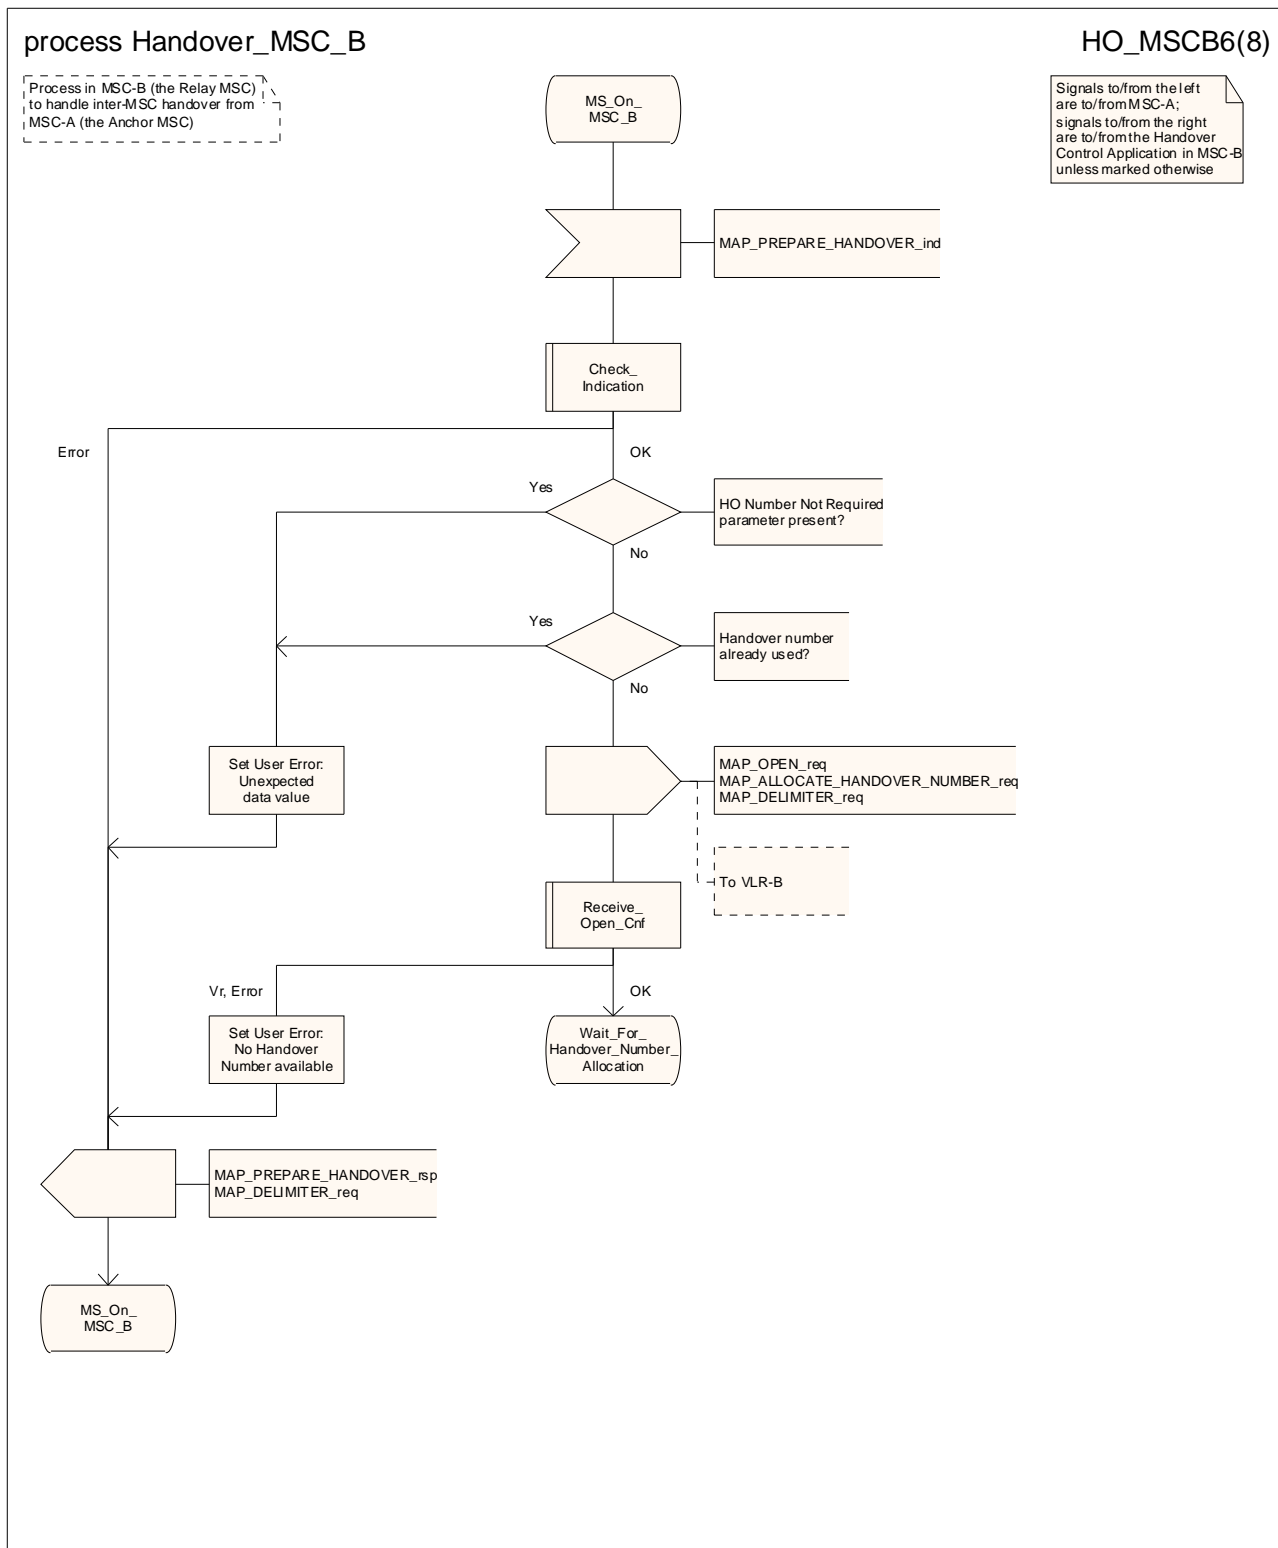 process Handover_MSC_B
HO_MSCB6(8)
Process in MSC-B (the Relay MSC)
to handle inter-MSC handover from
MSC-A (the Anchor MSC)
MS_On_
MSC_B
Signals to/from the left
are to/from MSC-A;
signals to/from the right
are to/from the Handover
Control Application in MSC-B
unless marked otherwise
MAP_PREPARE_HANDOVER_ind
Check_
Indication
Error
OK
Yes
HO Number Not Required
parameter present?
No
Yes
Handover number
already used?
No
Set User Error:
Unexpected
data value
MAP_OPEN_req
MAP_ALLOCATE_HANDOVER_NUMBER_req
MAP_DELIMITER_req
To VLR-B
Receive_
Open_Cnf
Vr, Error
OK
Set User Error:
No Handover
Number available
Wait_For_
Handover_Number_
Allocation
MAP_PREPARE_HANDOVER_rsp
MAP_DELIMITER_req
MS_On_
MSC_B